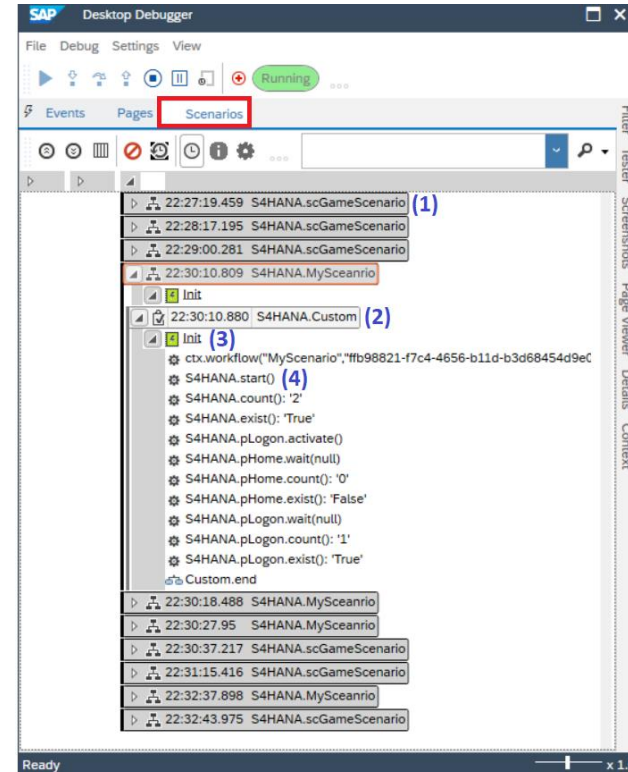 SAP Desktop Debugger
File Debug Settings View
Running
Events Pages Scenarios
22:27:19.459 S4HANA.scGameScenario (1)
22:28:17.195 S4HANA.scGameScenario
22:29:00.281 S4HANA.scGameScenario
22:30:10.809 S4HANA.MySceanrio
Init
22:30:10.880 S4HANA.Custom (2)
Init (3)
ctx.workflow("MyScenario","ffb98821-f7c4-4656-b11d-b3d68454d9e0
S4HANA.start() (4)
S4HANA.count(): '2'
S4HANA.exist(): 'True'
S4HANA.pLogon.activate()
S4HANA.pHome.wait(null)
S4HANA.pHome.count(): '0'
S4HANA.pHome.exist(): 'False'
S4HANA.pLogon.wait(null)
S4HANA.pLogon.count(): '1'
S4HANA.pLogon.exist(): 'True'
Custom.end
22:30:18.488 S4HANA.MySceanrio
22:30:27.95 S4HANA.MySceanrio
22:30:37.217 S4HANA.scGameScenario
22:31:15.416 S4HANA.scGameScenario
22:32:37.898 S4HANA.MySceanrio
22:32:43.975 S4HANA.scGameScenario
Filter
Tester
Screenshots
Page Viewer
Details
Context
Ready x 1.